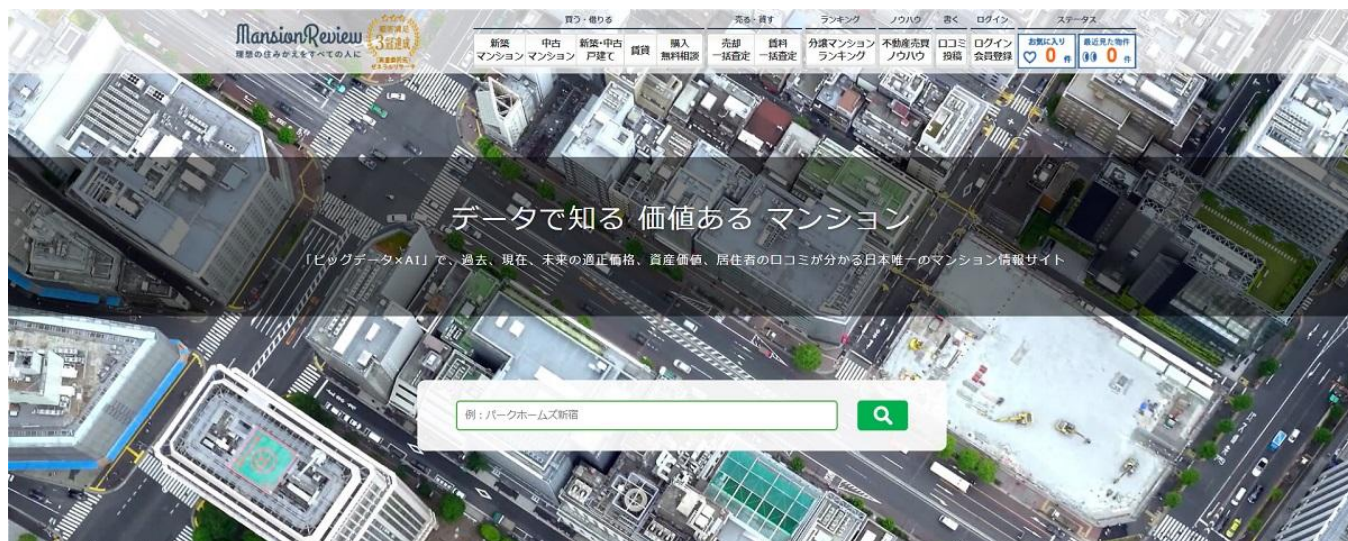 MansionReview
理想の住みかえをすべての人に
3冠達成
買う・借りる
売る・貸す
ランキング
ノウハウ
書く
ログイン
ステータス
新築
マンション
中古
マンション
新築・中古
戸建て
賃貸
購入
無料相談
売却
一括査定
賃料
一括査定
分譲マンション
ランキング
不動産売買
ノウハウ
口コミ
投稿
ログイン
会員登録
お気に入り
0 件
最近見た物件
0 件
データで知る 価値ある マンション
「ビッグデータ×AI」で、過去、現在、未来の適正価格、資産価値、居住者の口コミが分かる日本唯一のマンション情報サイト
例:パークホームズ新宿